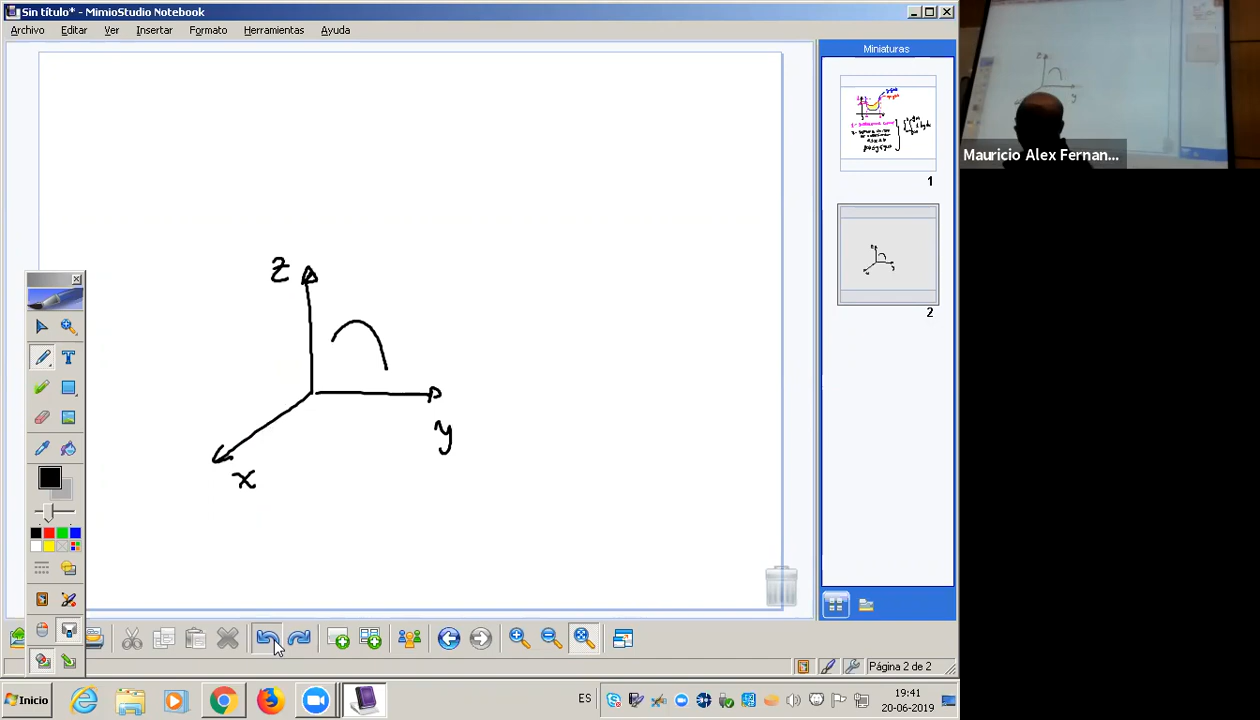 Sin título* - MimioStudio Notebook
Archivo Editar Ver Insertar Formato Herramientas Ayuda
Miniaturas
1
2
Mauricio Alex Fernan...
z
y
x
Página 2 de 2
Inicio
ES
19:41
20-06-2019